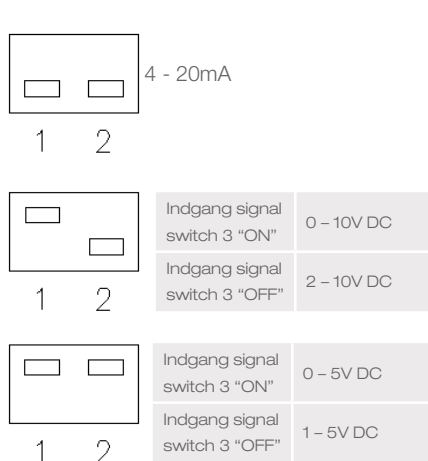 4 - 20mA
1 2
Indgang signal
switch 3 “ON”
0 – 10V DC
Indgang signal
switch 3 “OFF”
2 – 10V DC
1 2
Indgang signal
switch 3 “ON”
0 – 5V DC
Indgang signal
switch 3 “OFF”
1 – 5V DC
1 2